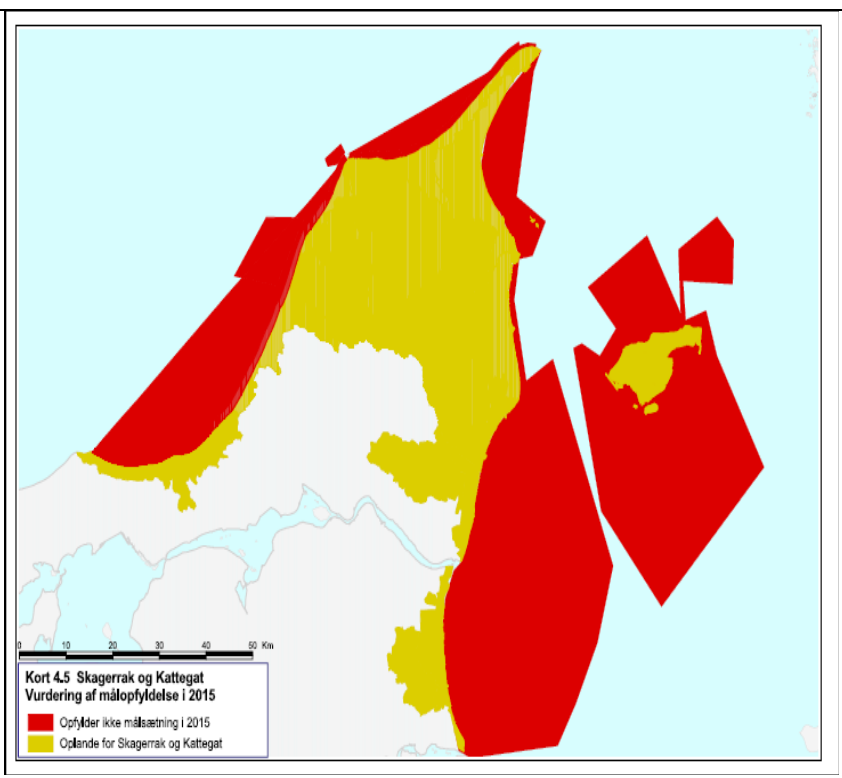 0 10 20 30 40 50 Km
Kort 4.5 Skagerrak og Kattegat
Vurdering af målopfyldelse i 2015
Opfylder ikke målsætning i 2015
Oplande for Skagerrak og Kattegat